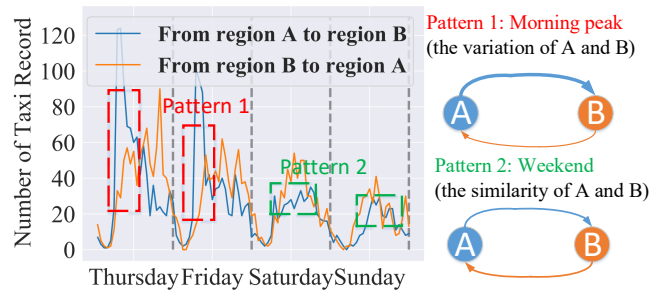 Number of Taxi Record
120
100
80
60
40
20
0
From region A to region B
From region B to region A
Pattern 1
Pattern 2
Thursday Friday Saturday Sunday
Pattern 1: Morning peak
(the variation of A and B)
A B
Pattern 2: Weekend
(the similarity of A and B)
A B